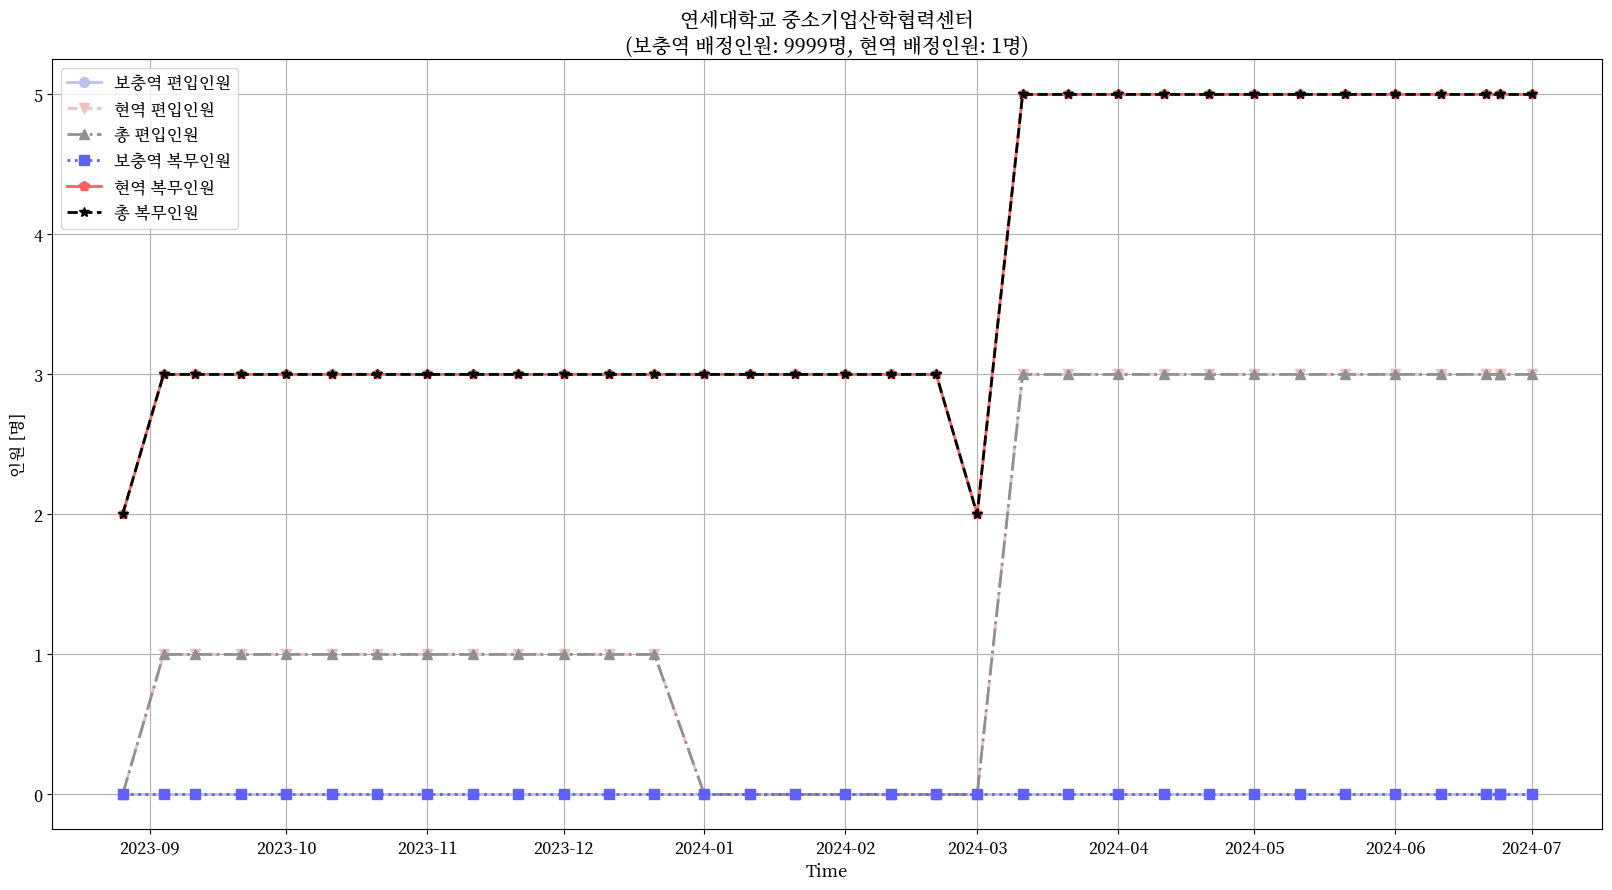 연세대학교 중소기업산학협력센터
(보충역 배정인원: 9999명, 현역 배정인원: 1명)
보충역 편입인원
현역 편입인원
총 편입인원
보충역 복무인원
현역 복무인원
총 복무인원
인원 [명]
5
4
3
2
1
0
2023-09
2023-10
2023-11
2023-12
2024-01
2024-02
2024-03
2024-04
2024-05
2024-06
2024-07
Time